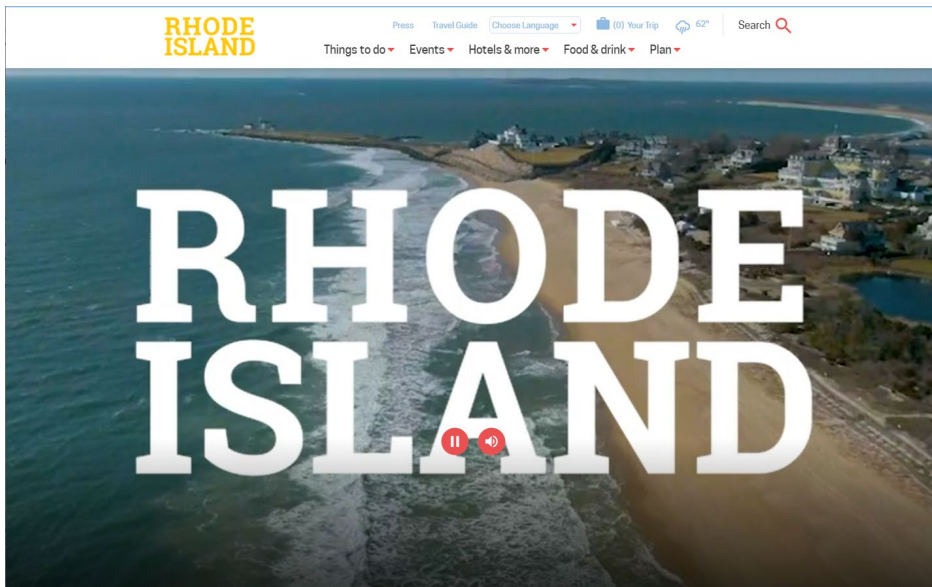 RHODE
ISLAND
Press Travel Guide Choose Language (0) Your Trip 62° Search
Things to do Events Hotels & more Food & drink Plan
RHODE
ISLAND